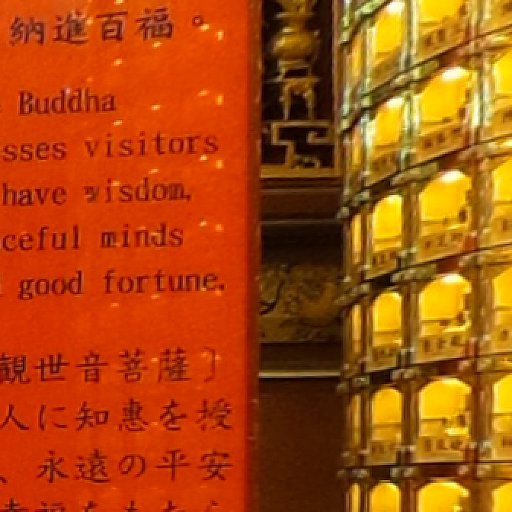 納進百福。
Buddha
sses visitors
have wisdom,
ceful minds
good fortune.
観世音菩薩〕
人に知恵を授
、永遠の平安